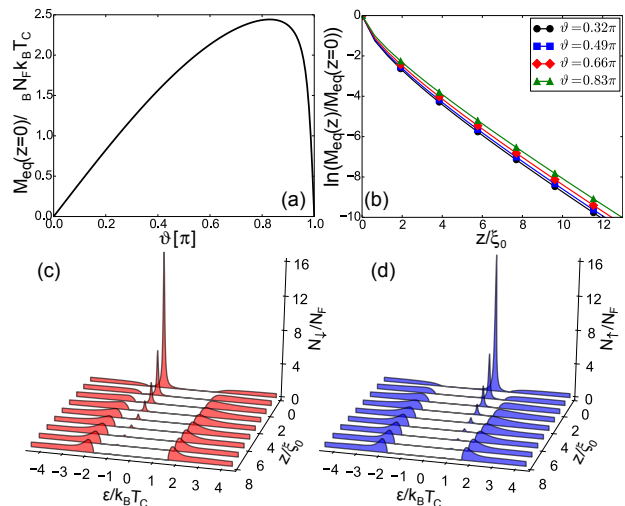 M_eq(z=0)/ _B N_F k_B T_C
2.5
2.0
1.5
1.0
0.5
0.0
0.0 0.2 0.4 0.6 0.8 1.0
ϑ[π]
(a)
ln(M_eq(z)/M_eq(z=0))
0
−2
−4
−6
−8
−10
0 2 4 6 8 10 12
z/ξ_0
(b)
ϑ=0.32π
ϑ=0.49π
ϑ=0.66π
ϑ=0.83π
(c)
16
12
8
4
0
N_↓/N_F
0
2
4
6
8
z/ξ_0
−4 −3 −2 −1 0 1 2 3 4
ε/k_B T_C
(d)
16
12
8
4
0
N_↑/N_F
0
2
4
6
8
z/ξ_0
−4 −3 −2 −1 0 1 2 3 4
ε/k_B T_C